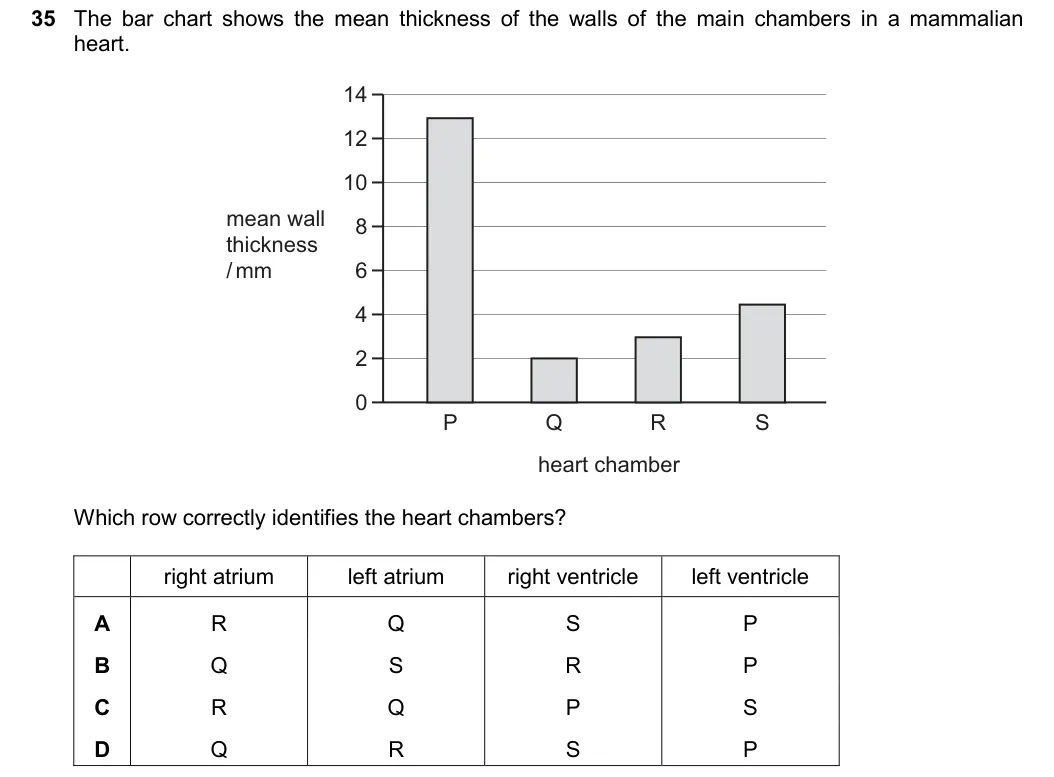 35 The bar chart shows the mean thickness of the walls of the main chambers in a mammalian
heart.
14
12
10
8
6
4
2
0
mean wall
thickness
/ mm
P Q R S
heart chamber
Which row correctly identifies the heart chambers?
right atrium left atrium right ventricle left ventricle
A R Q S P
B Q S R P
C R Q P S
D Q R S P